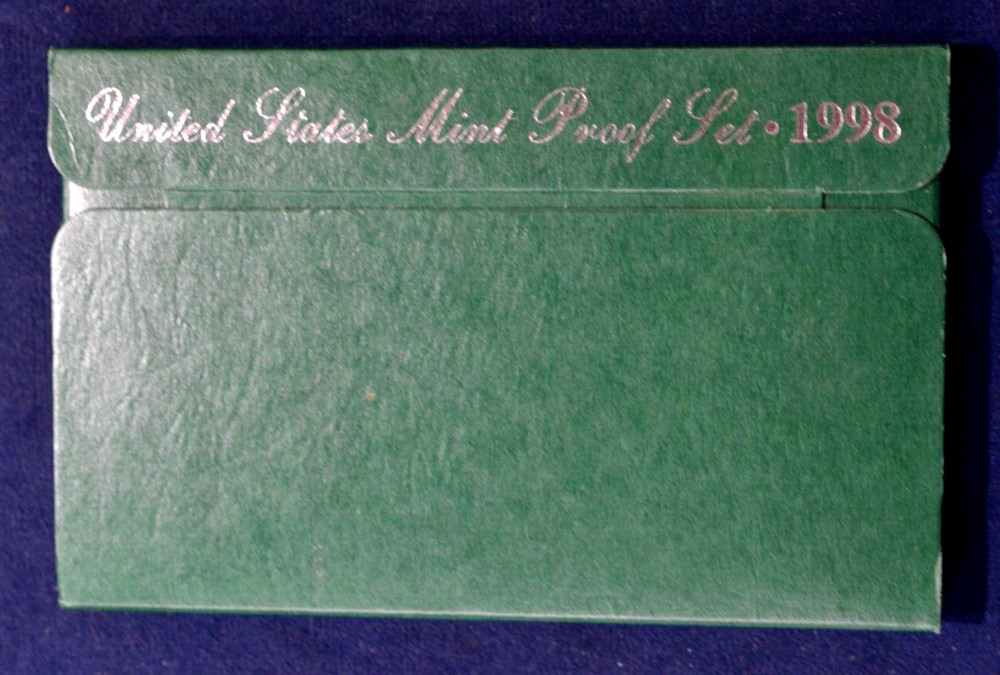 United States Mint Proof Set • 1998